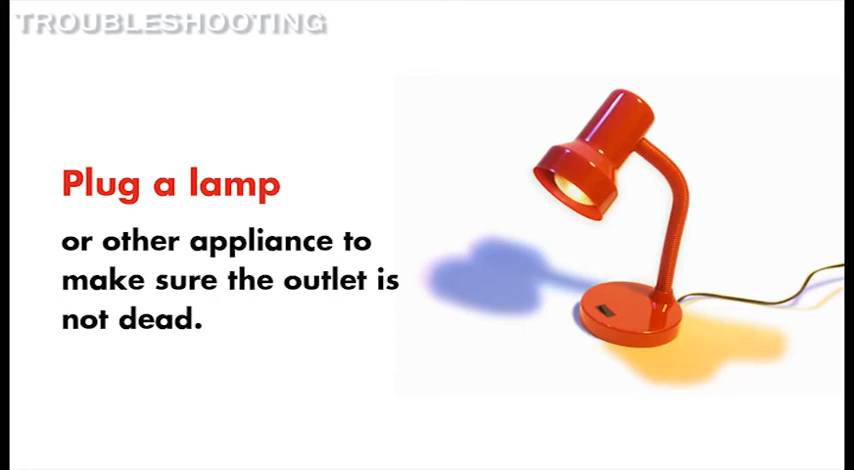 TROUBLESHOOTING
Plug a lamp
or other appliance to
make sure the outlet is
not dead.